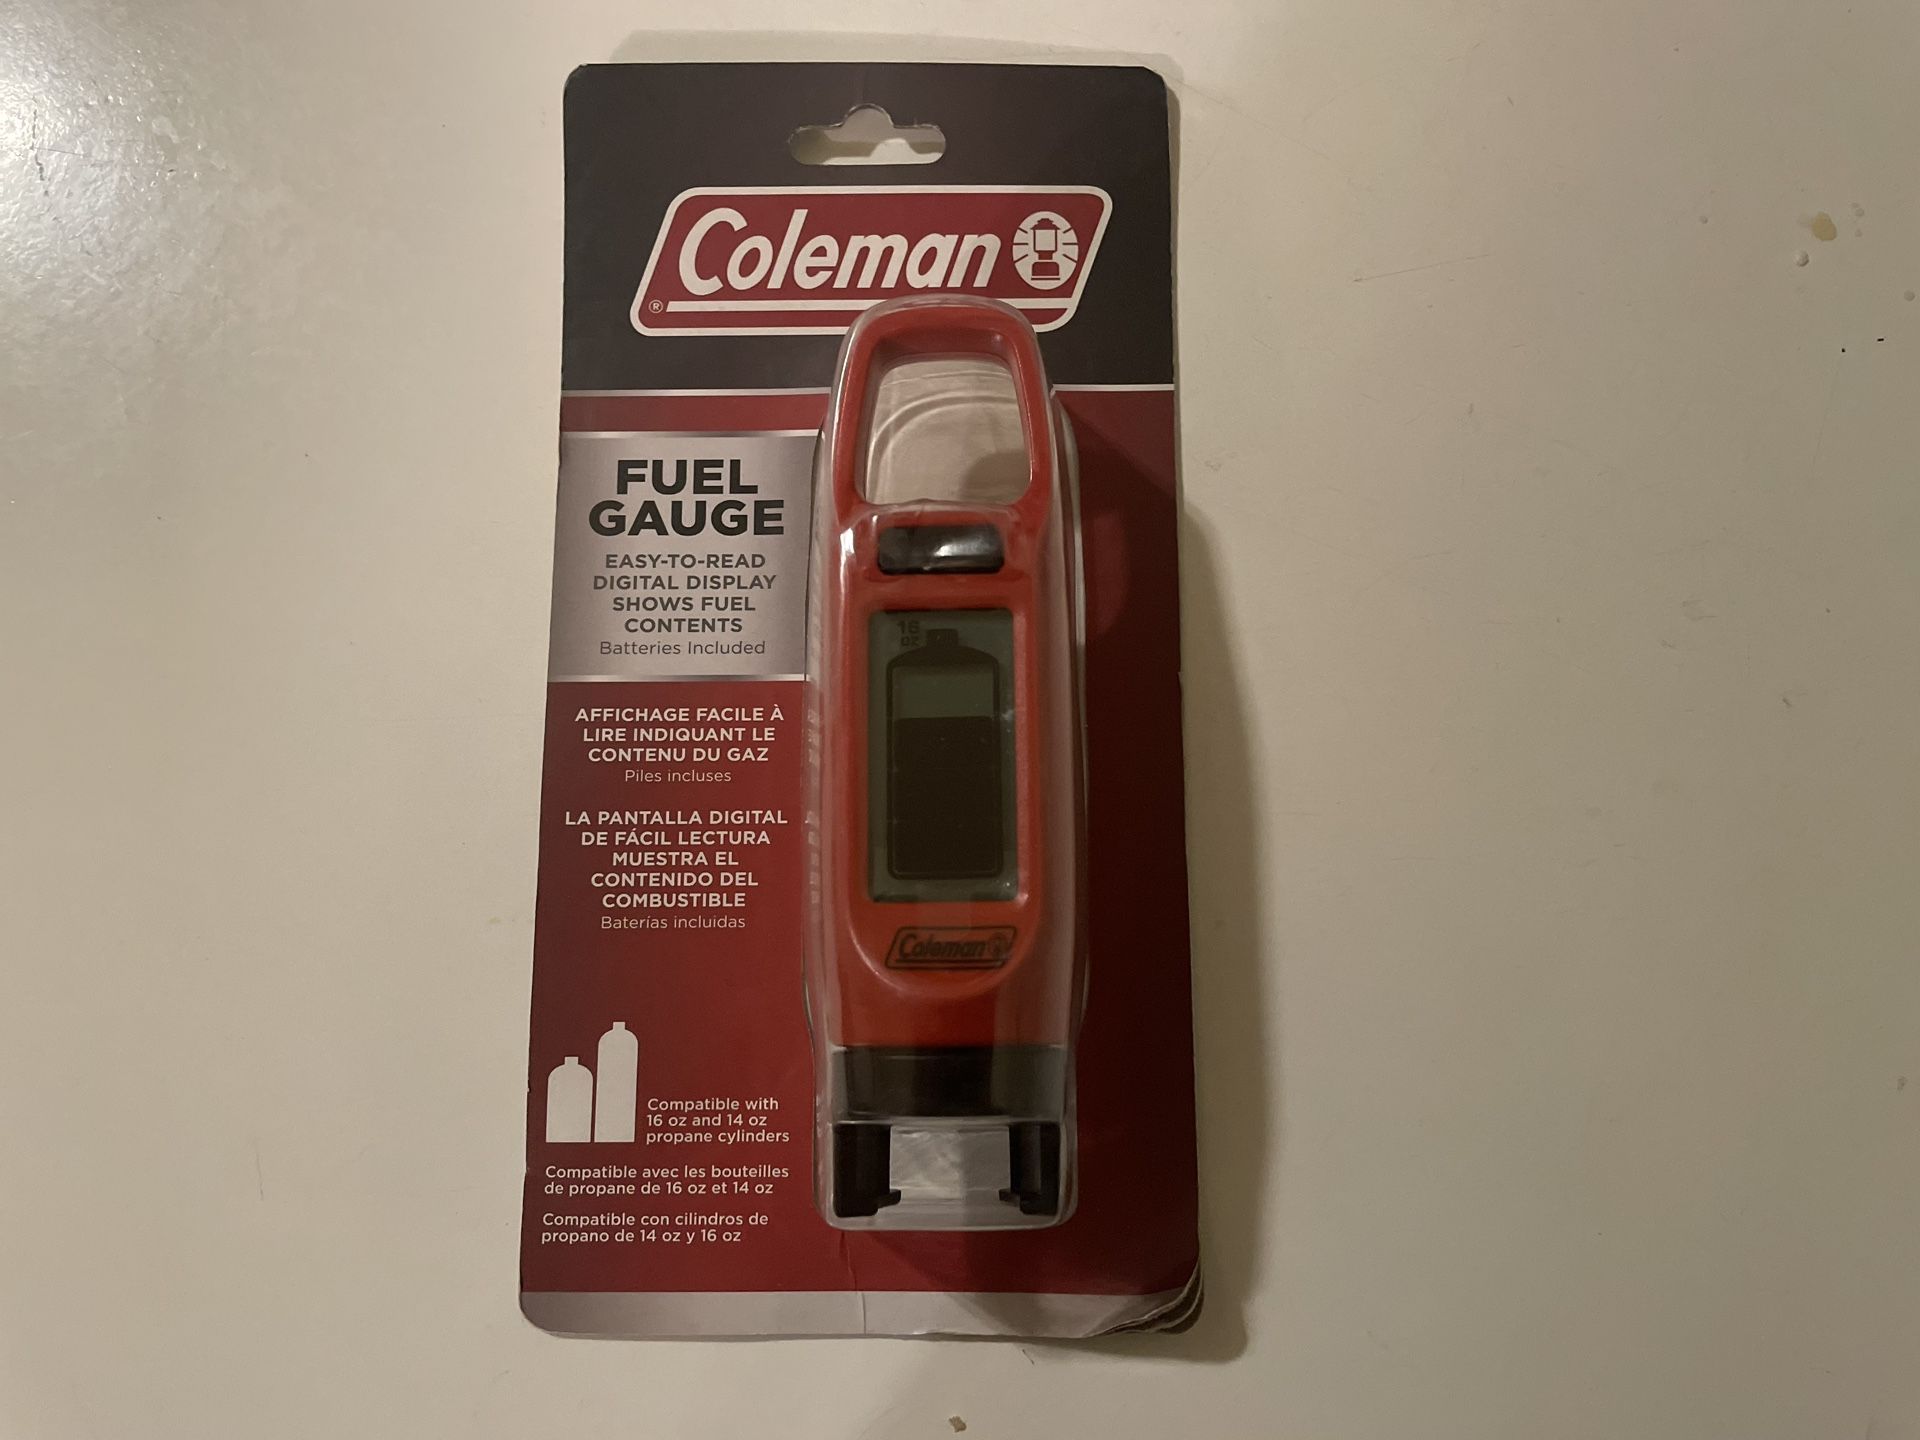 Coleman
®
FUEL
GAUGE
EASY-TO-READ
DIGITAL DISPLAY
SHOWS FUEL
CONTENTS
Batteries Included
AFFICHAGE FACILE À
LIRE INDIQUANT LE
CONTENU DU GAZ
Piles incluses
LA PANTALLA DIGITAL
DE FÁCIL LECTURA
MUESTRA EL
CONTENIDO DEL
COMBUSTIBLE
Baterías incluidas
Compatible with
16 oz and 14 oz
propane cylinders
Compatible avec les bouteilles
de propane de 16 oz et 14 oz
Compatible con cilindros de
propano de 14 oz y 16 oz
16
oz
Coleman